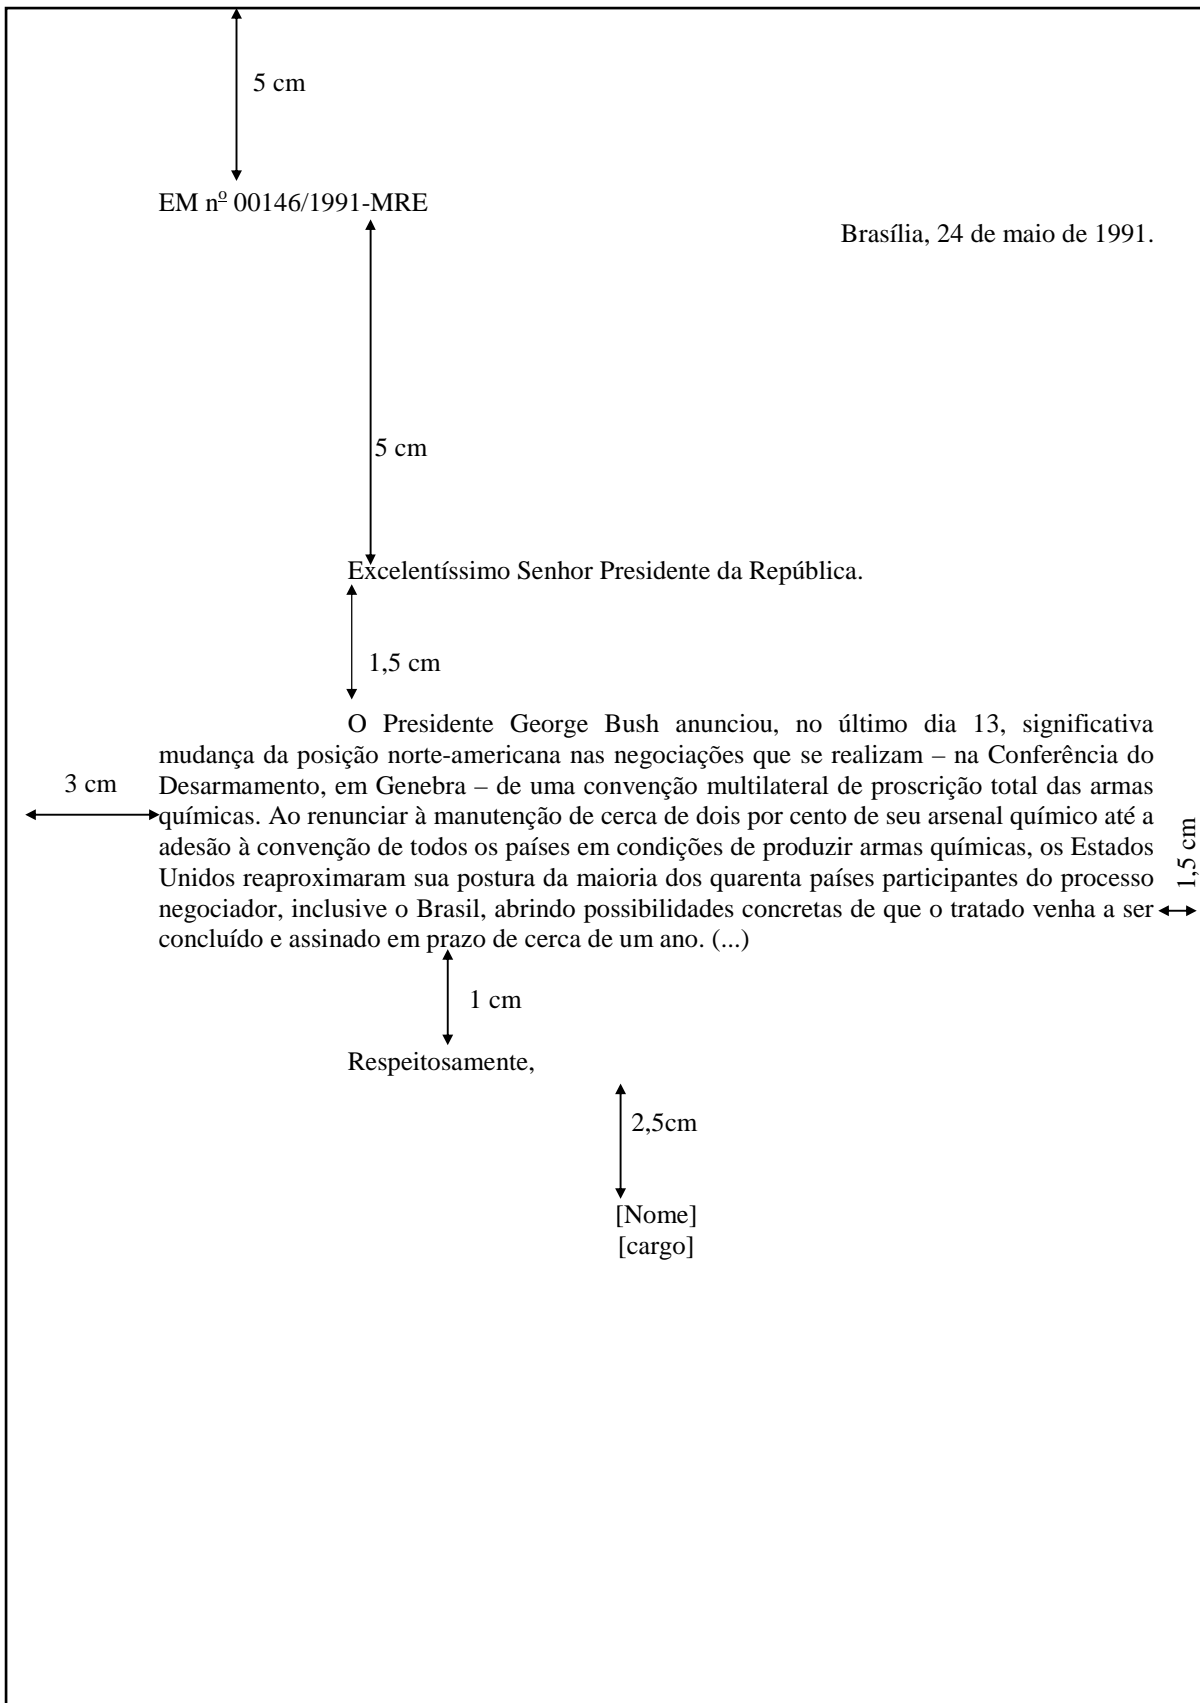 5 cm
EM nº 00146/1991-MRE
Brasília, 24 de maio de 1991.
5 cm
Excelentíssimo Senhor Presidente da República.
1,5 cm
O Presidente George Bush anunciou, no último dia 13, significativa
mudança da posição norte-americana nas negociações que se realizam – na Conferência do
Desarmamento, em Genebra – de uma convenção multilateral de proscrição total das armas
químicas. Ao renunciar à manutenção de cerca de dois por cento de seu arsenal químico até a
adesão à convenção de todos os países em condições de produzir armas químicas, os Estados
Unidos reaproximaram sua postura da maioria dos quarenta países participantes do processo
negociador, inclusive o Brasil, abrindo possibilidades concretas de que o tratado venha a ser
concluído e assinado em prazo de cerca de um ano. (...)
3 cm
1,5 cm
1 cm
Respeitosamente,
2,5cm
[Nome]
[cargo]